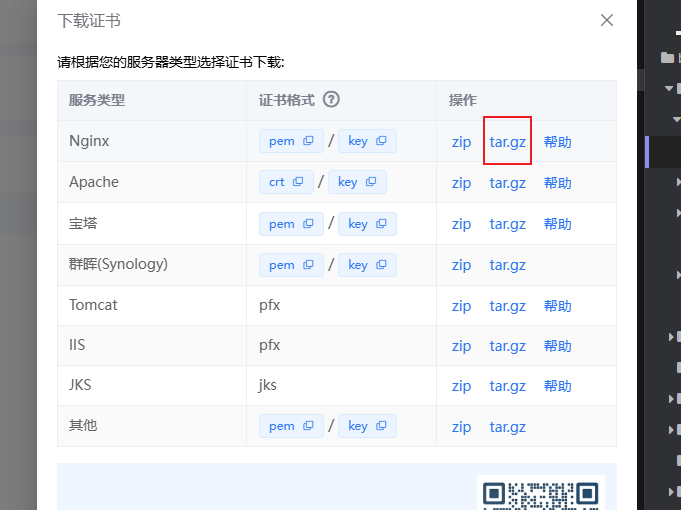 下载证书
请根据您的服务器类型选择证书下载:
服务类型 证书格式 ? 操作
Nginx pem / key zip tar.gz 帮助
Apache crt / key zip tar.gz 帮助
宝塔 pem / key zip tar.gz 帮助
群晖(Synology) pem / key zip tar.gz
Tomcat pfx zip tar.gz 帮助
IIS pfx zip tar.gz 帮助
JKS jks zip tar.gz 帮助
其他 pem / key zip tar.gz